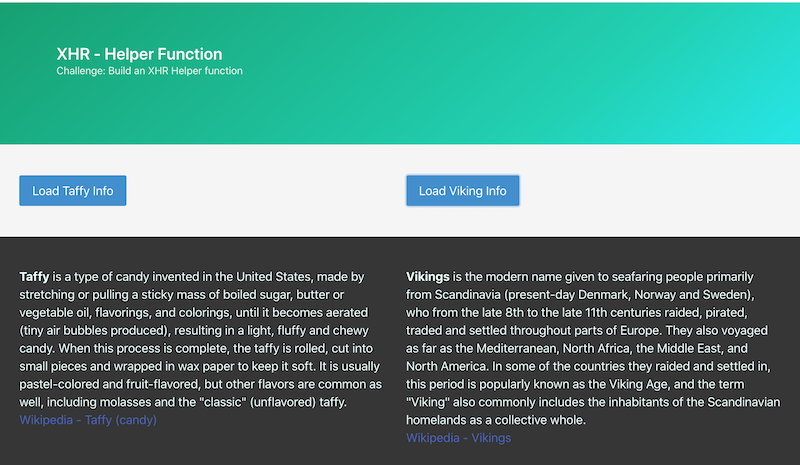 XHR - Helper Function
Challenge: Build an XHR Helper function
Load Taffy Info
Load Viking Info
Taffy is a type of candy invented in the United States, made by
stretching or pulling a sticky mass of boiled sugar, butter or
vegetable oil, flavorings, and colorings, until it becomes aerated
(tiny air bubbles produced), resulting in a light, fluffy and chewy
candy. When this process is complete, the taffy is rolled, cut into
small pieces and wrapped in wax paper to keep it soft. It is usually
pastel-colored and fruit-flavored, but other flavors are common as
well, including molasses and the "classic" (unflavored) taffy.
Wikipedia - Taffy (candy)
Vikings is the modern name given to seafaring people primarily
from Scandinavia (present-day Denmark, Norway and Sweden),
who from the late 8th to the late 11th centuries raided, pirated,
traded and settled throughout parts of Europe. They also voyaged
as far as the Mediterranean, North Africa, the Middle East, and
North America. In some of the countries they raided and settled in,
this period is popularly known as the Viking Age, and the term
"Viking" also commonly includes the inhabitants of the Scandinavian
homelands as a collective whole.
Wikipedia - Vikings